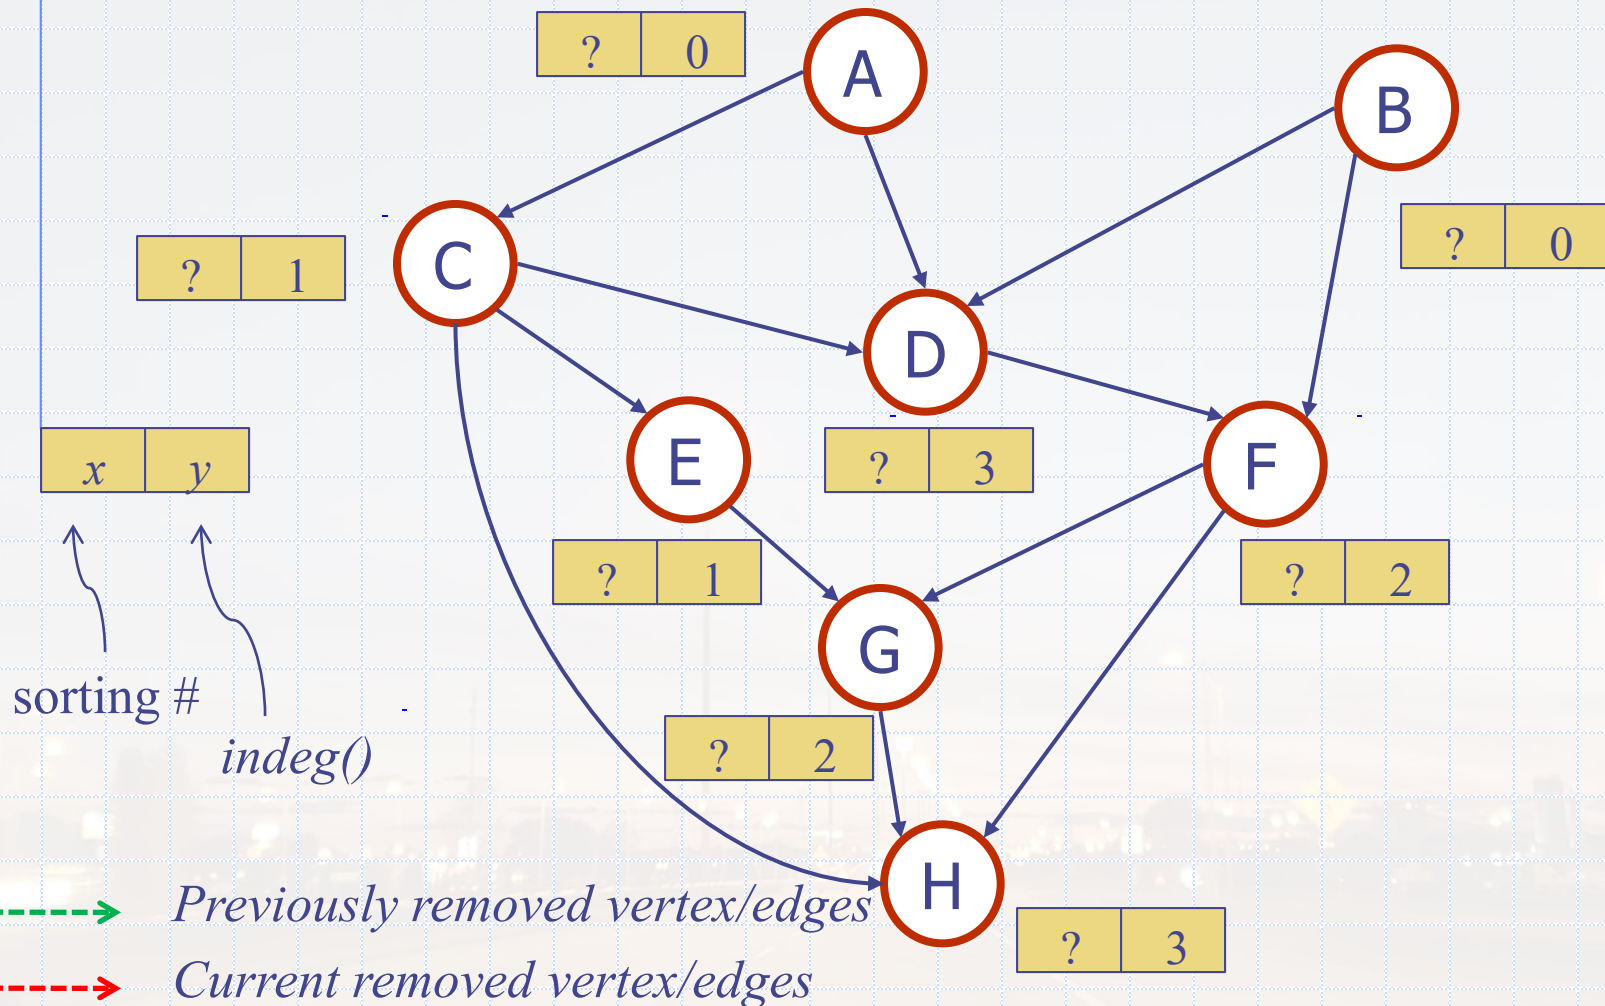 ? 0
A
B
? 0
C
? 1
D
x y
E
? 3
F
? 1
? 2
G
sorting #
indeg()
? 2
H
Previously removed vertex/edges
? 3
Current removed vertex/edges